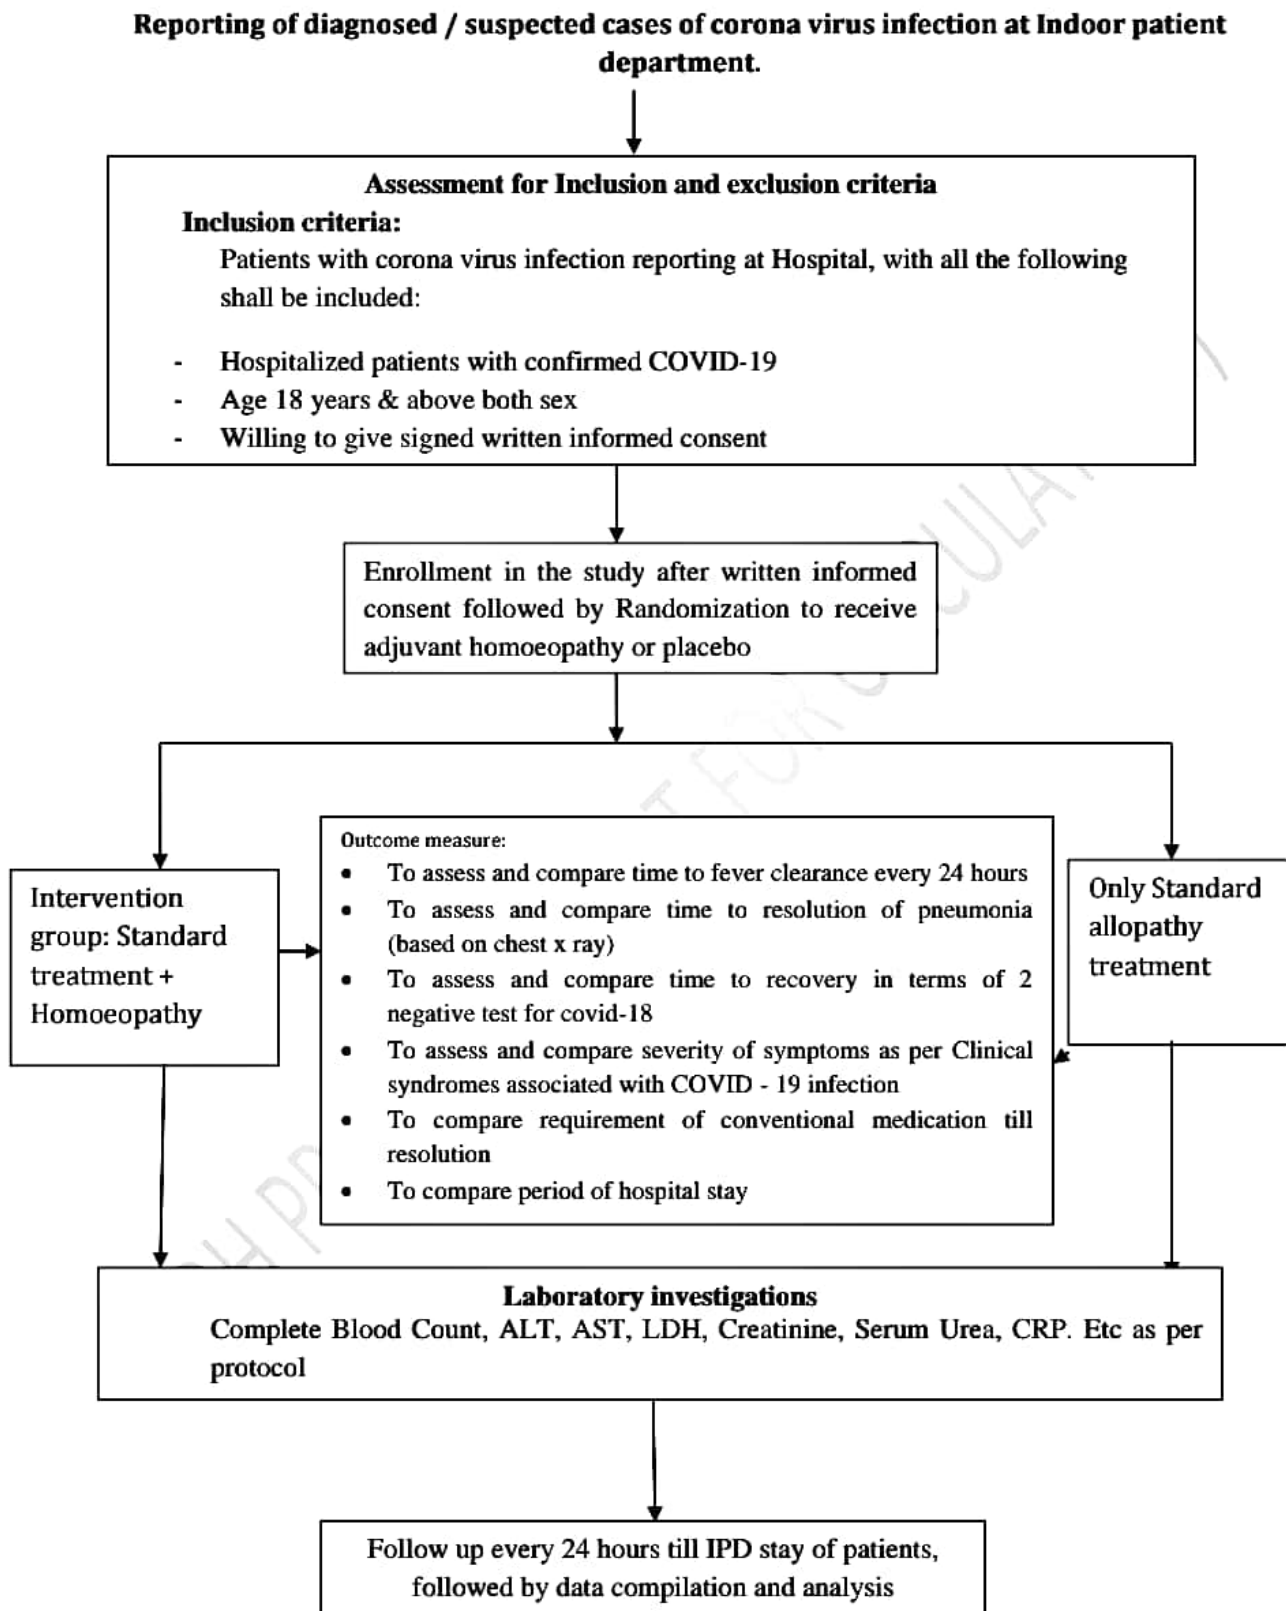 Reporting of diagnosed / suspected cases of corona virus infection at Indoor patient
department.
Assessment for Inclusion and exclusion criteria
Inclusion criteria:
Patients with corona virus infection reporting at Hospital, with all the following
shall be included:
- Hospitalized patients with confirmed COVID-19
- Age 18 years & above both sex
- Willing to give signed written informed consent
Enrollment in the study after written informed
consent followed by Randomization to receive
adjuvant homoeopathy or placebo
Intervention
group: Standard
treatment +
Homoeopathy
Outcome measure:
• To assess and compare time to fever clearance every 24 hours
• To assess and compare time to resolution of pneumonia
(based on chest x ray)
• To assess and compare time to recovery in terms of 2
negative test for covid-18
• To assess and compare severity of symptoms as per Clinical
syndromes associated with COVID - 19 infection
• To compare requirement of conventional medication till
resolution
• To compare period of hospital stay
Only Standard
allopathy
treatment
Laboratory investigations
Complete Blood Count, ALT, AST, LDH, Creatinine, Serum Urea, CRP. Etc as per
protocol
Follow up every 24 hours till IPD stay of patients,
followed by data compilation and analysis